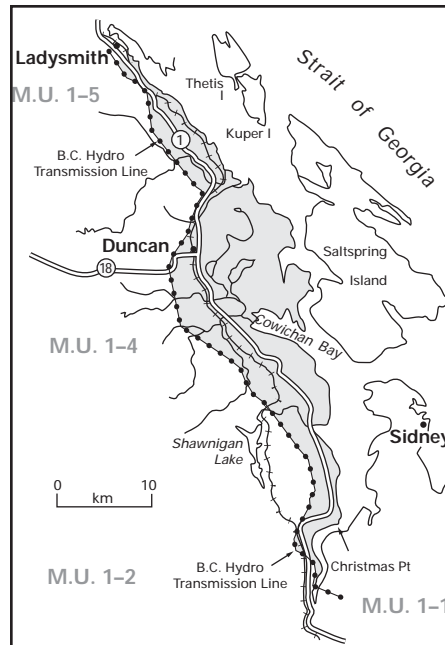 Ladysmith
M.U. 1–5
Thetis
I
Kuper I
Strait of Georgia
1
B.C. Hydro
Transmission Line
Duncan
18
Saltspring
Island
Cowichan Bay
M.U. 1–4
Sidney
Shawnigan
Lake
0 10
km
B.C. Hydro
Transmission Line
Christmas Pt
M.U. 1–2
M.U. 1–1